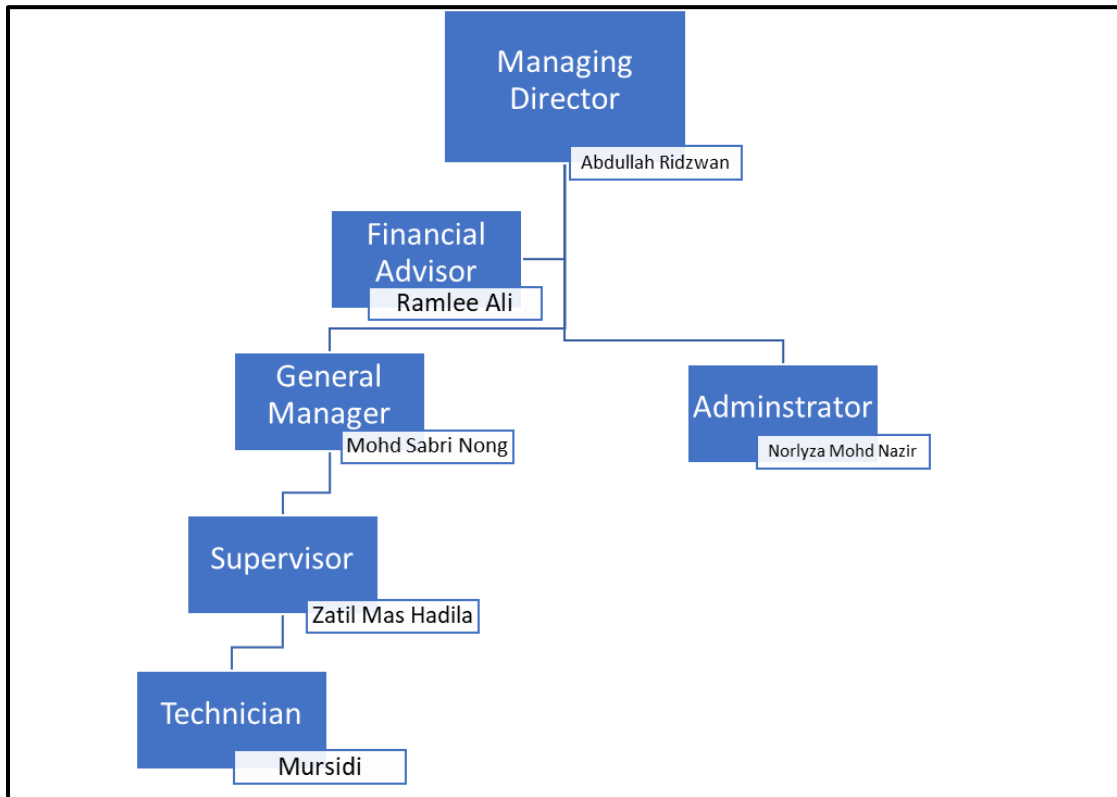 Managing
Director
Abdullah Ridzwan
Financial
Advisor
Ramlee Ali
General
Manager
Mohd Sabri Nong
Adminstrator
Norlyza Mohd Nazir
Supervisor
Zatil Mas Hadila
Technician
Mursidi